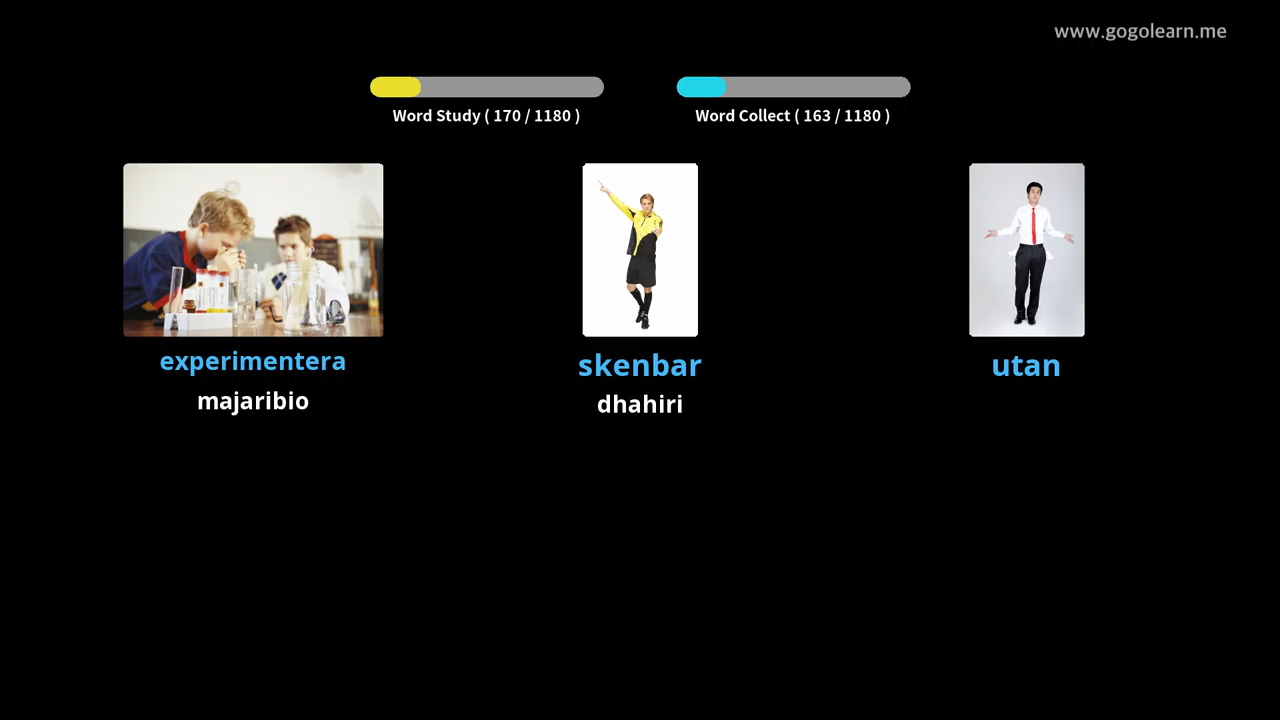 www.gogolearn.me
Word Study ( 170 / 1180 )
Word Collect ( 163 / 1180 )
experimentera
majaribio
skenbar
dhahiri
utan